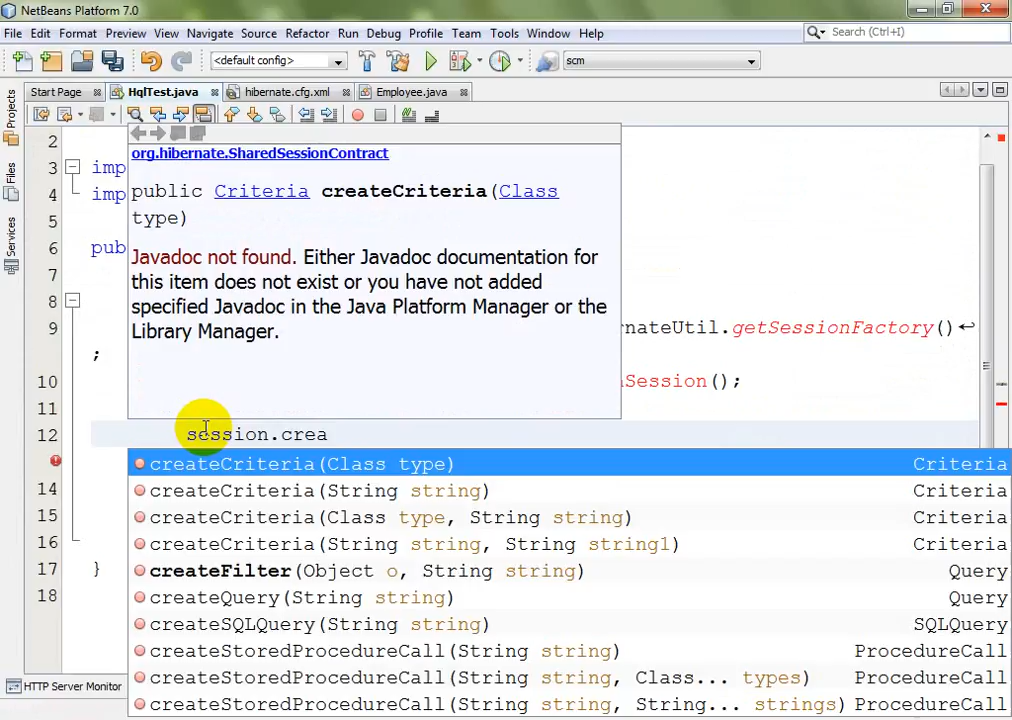 NetBeans Platform 7.0
File Edit Format Preview View Navigate Source Refactor Run Debug Profile Team Tools Window Help Search (Ctrl+I)
<default config> scm
Start Page HqlTest.java hibernate.cfg.xml Employee.java
Projects
Files
Services
org.hibernate.SharedSessionContract
public Criteria createCriteria(Class
type)
Javadoc not found. Either Javadoc documentation for
this item does not exist or you have not added
specified Javadoc in the Java Platform Manager or the
Library Manager.
2
3 imp
4 imp
6 pub
7
8
9 ernateUtil.getSessionFactory()
;
10 Session();
11
12 session.crea
14
15
16
17 }
18
createCriteria(Class type) Criteria
createCriteria(String string) Criteria
createCriteria(Class type, String string) Criteria
createCriteria(String string, String string1) Criteria
createFilter(Object o, String string) Query
createQuery(String string) Query
createSQLQuery(String string) SQLQuery
createStoredProcedureCall(String string) ProcedureCall
createStoredProcedureCall(String string, Class... types) ProcedureCall
createStoredProcedureCall(String string, String... strings) ProcedureCall
HTTP Server Monitor